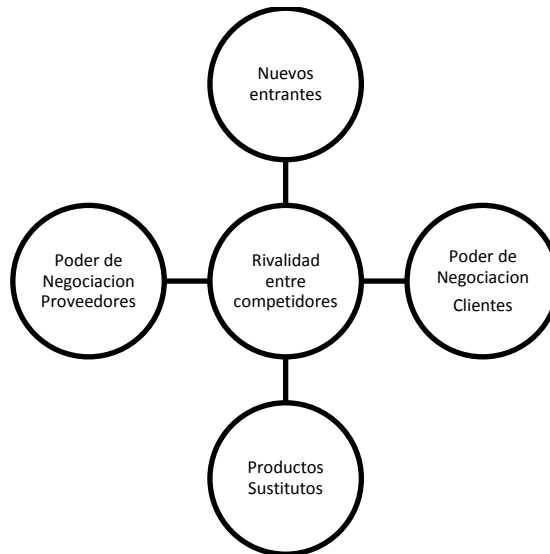 Nuevos
entrantes
Poder de
Negociacion
Proveedores
Rivalidad
entre
competidores
Poder de
Negociacion
Clientes
Productos
Sustitutos